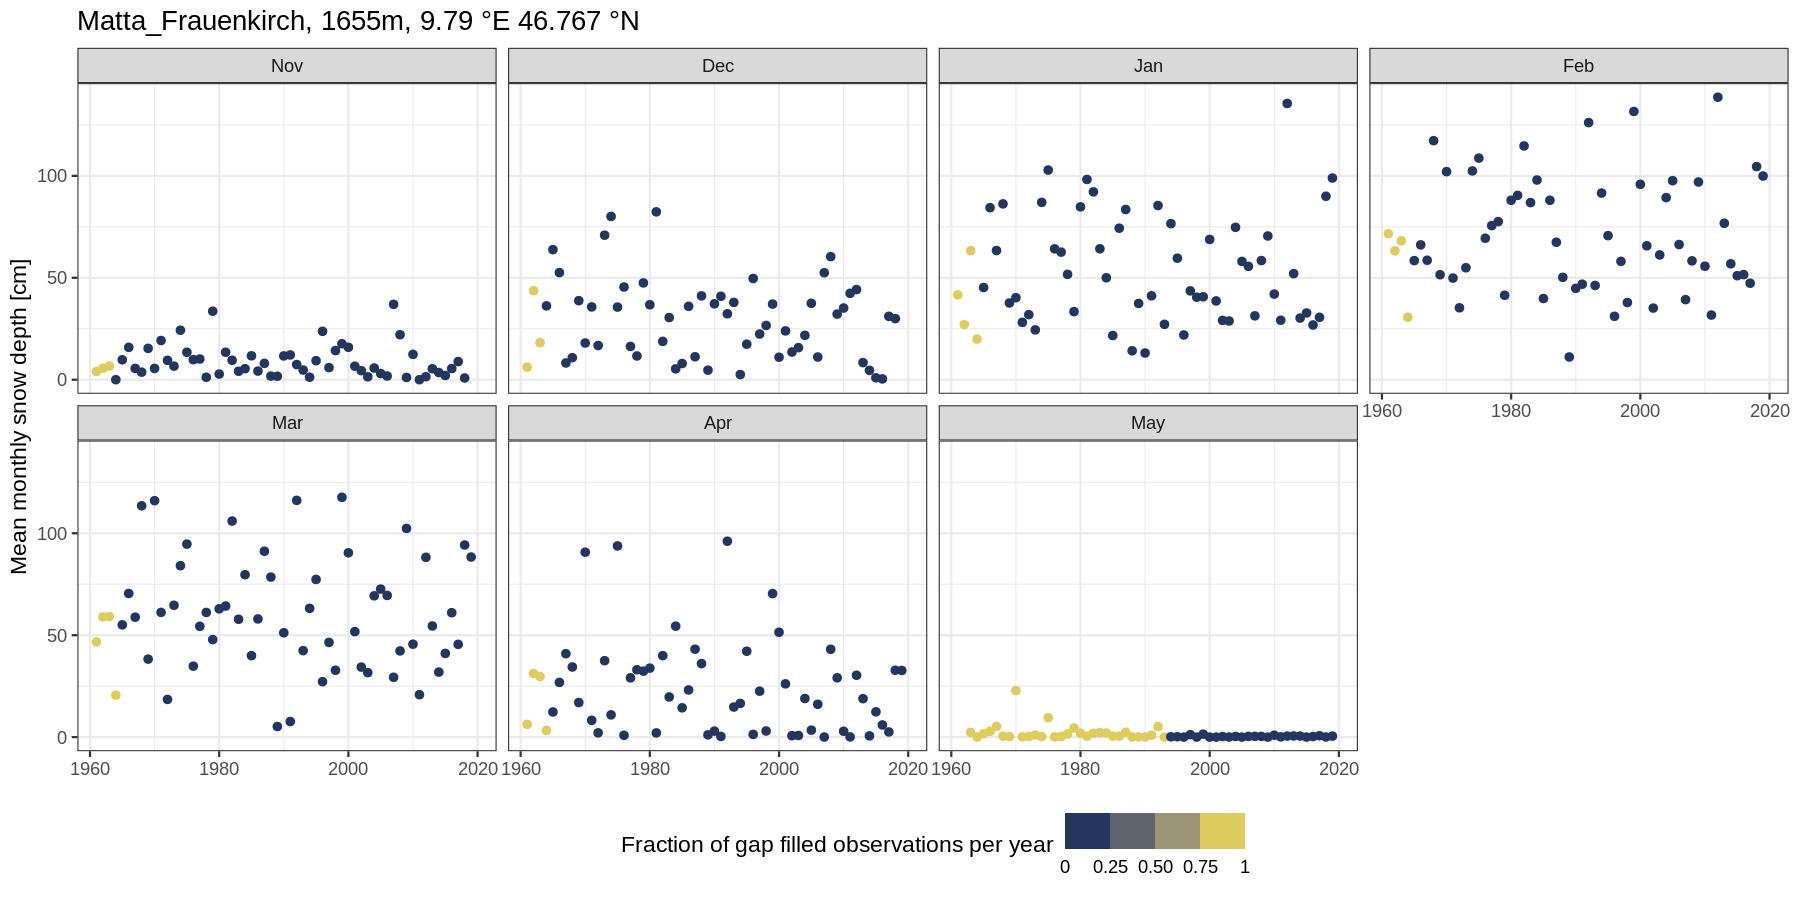 Matta_Frauenkirch, 1655m, 9.79 °E 46.767 °N
Nov
Dec
Jan
Feb
Mean monthly snow depth [cm]
100
50
0
1960 1980 2000 2020
Mar
Apr
May
100
50
0
1960 1980 2000 2020 1960 1980 2000 2020 1960 1980 2000 2020
Fraction of gap filled observations per year
0 0.25 0.50 0.75 1